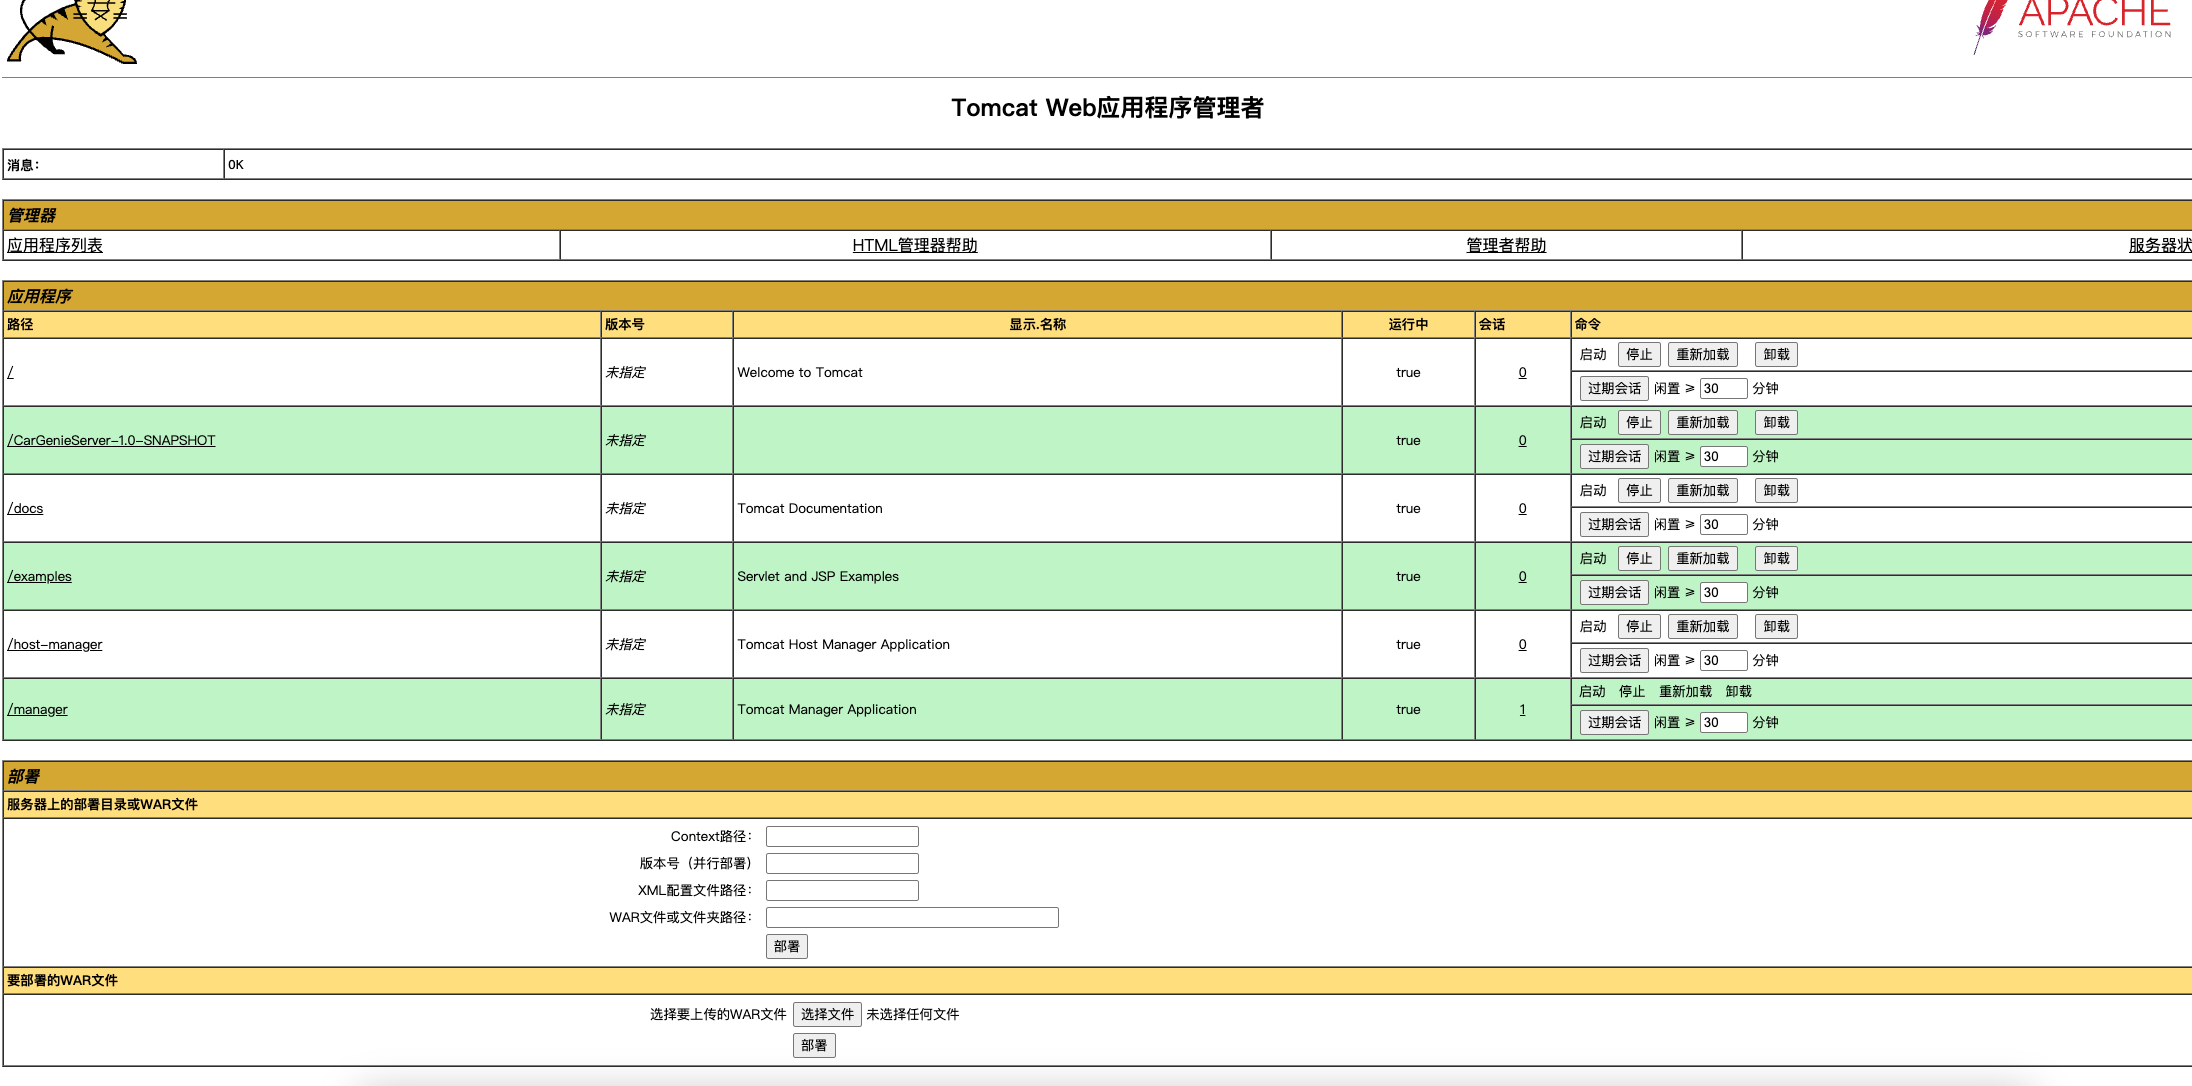 APACHE
SOFTWARE FOUNDATION
Tomcat Web应用程序管理者
消息： OK
管理器
应用程序列表 HTML管理器帮助 管理者帮助 服务器状
应用程序
路径 版本号 显示.名称 运行中 会话 命令
/ 未指定 Welcome to Tomcat true 0 启动 停止 重新加载 卸载
过期会话 闲置 ≥ 30 分钟
/CarGenieServer-1.0-SNAPSHOT 未指定 true 0 启动 停止 重新加载 卸载
过期会话 闲置 ≥ 30 分钟
/docs 未指定 Tomcat Documentation true 0 启动 停止 重新加载 卸载
过期会话 闲置 ≥ 30 分钟
/examples 未指定 Servlet and JSP Examples true 0 启动 停止 重新加载 卸载
过期会话 闲置 ≥ 30 分钟
/host-manager 未指定 Tomcat Host Manager Application true 0 启动 停止 重新加载 卸载
过期会话 闲置 ≥ 30 分钟
/manager 未指定 Tomcat Manager Application true 1 启动 停止 重新加载 卸载
过期会话 闲置 ≥ 30 分钟
部署
服务器上的部署目录或WAR文件
Context路径：
版本号（并行部署）
XML配置文件路径：
WAR文件或文件夹路径：
部署
要部署的WAR文件
选择要上传的WAR文件 选择文件 未选择任何文件
部署